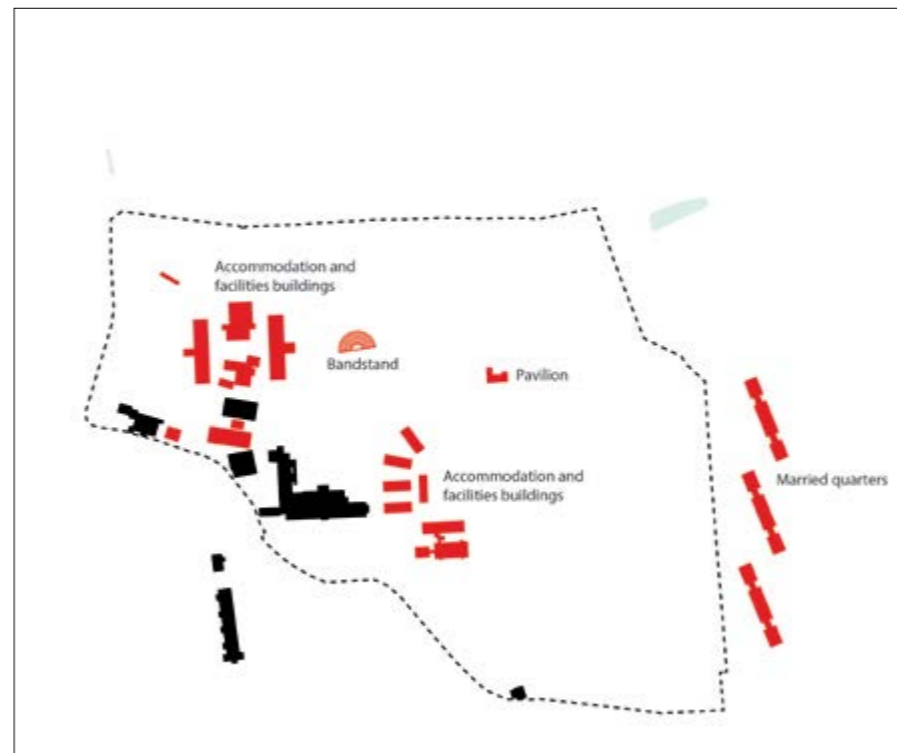 Accommodation and
facilities buildings
Bandstand
Pavilion
Accommodation and
facilities buildings
Married quarters